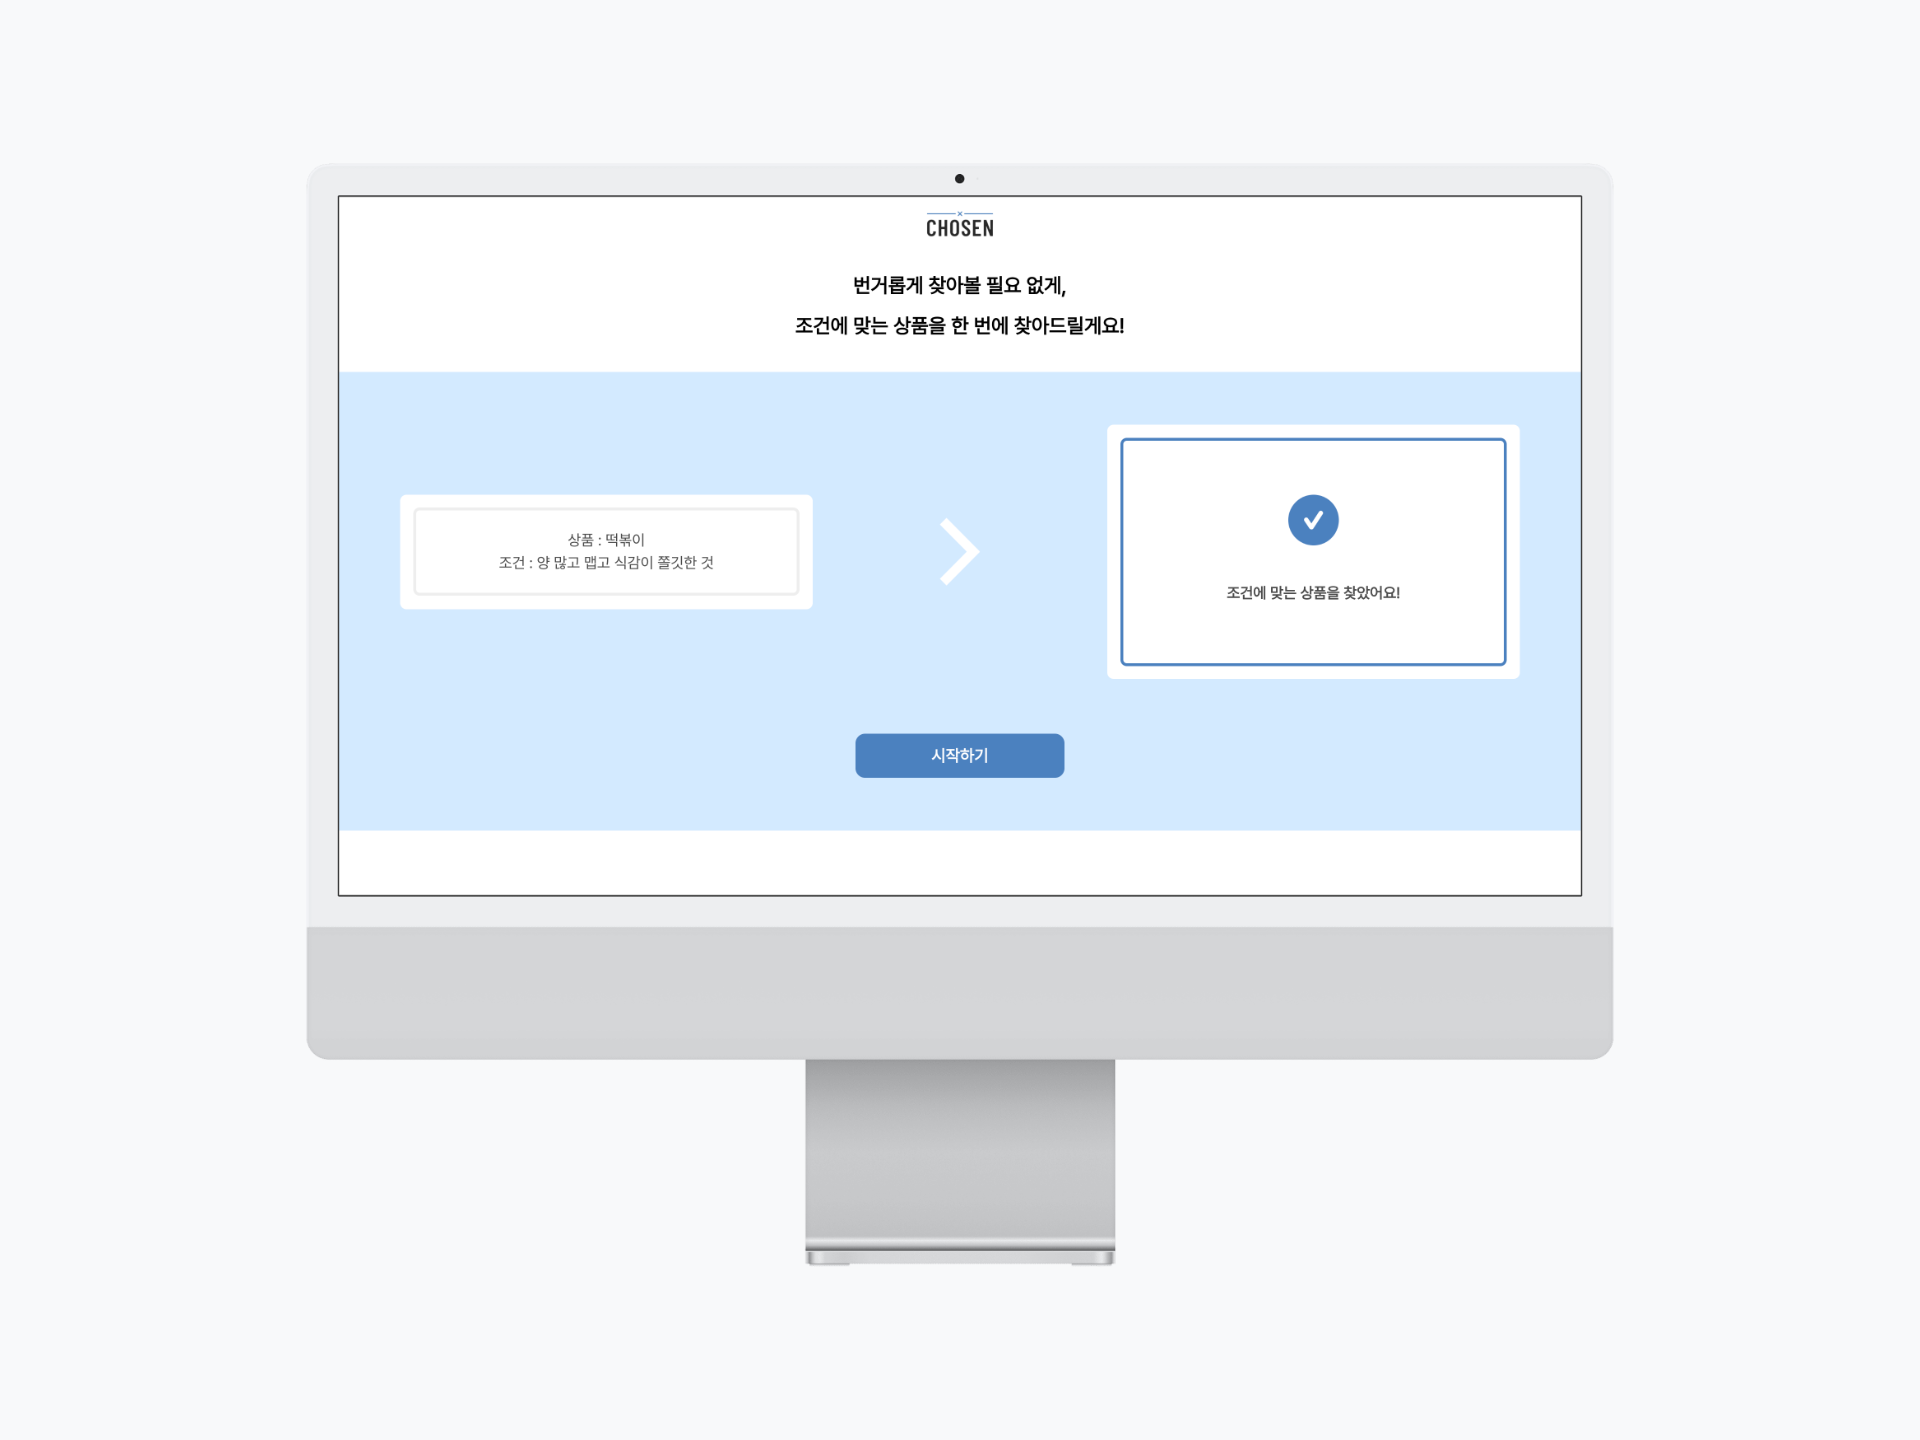 CHOSEN
번거롭게 찾아볼 필요 없게,
조건에 맞는 상품을 한 번에 찾아드릴게요!
상품 : 떡볶이
조건 : 양 많고 맵고 식감이 쫄깃한 것
조건에 맞는 상품을 찾았어요!
시작하기